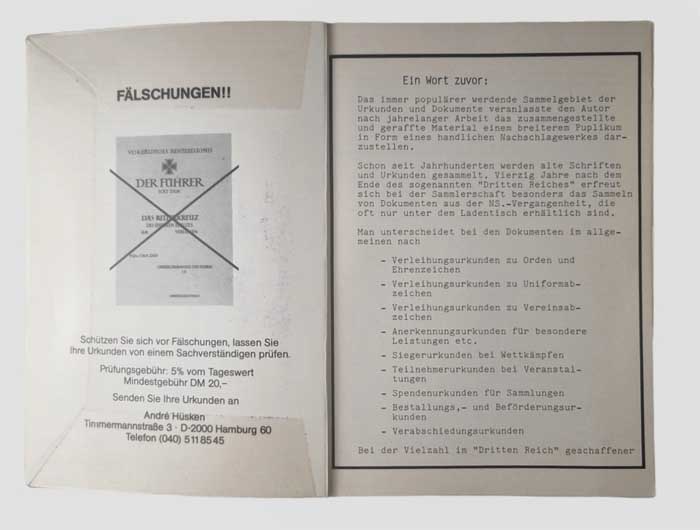 FÄLSCHUNGEN!!
DER FÜHRER
Schützen Sie sich vor Fälschungen, lassen Sie
Ihre Urkunden von einem Sachverständigen prüfen.
Prüfungsgebühr: 5% vom Tageswert
Mindestgebühr DM 20,–
Senden Sie Ihre Urkunden an
André Hüsken
Timmermannstraße 3 · D-2000 Hamburg 60
Telefon (040) 5118545
Ein Wort zuvor:
Das immer populärer werdende Sammelgebiet der
Urkunden und Dokumente veranlasste den Autor
nach jahrelanger Arbeit das zusammengestellte
und geraffte Material einem breiterem Puplikum
in Form eines handlichen Nachschlagewerkes dar-
zustellen.
Schon seit Jahrhunderten werden alte Schriften
und Urkunden gesammelt. Vierzig Jahre nach dem
Ende des sogenannten "Dritten Reiches" erfreut
sich bei der Sammlerschaft besonders das Sammeln
von Dokumenten aus der NS.-Vergangenheit, die
oft nur unter dem Ladentisch erhältlich sind.
Man unterscheidet bei den Dokumenten im allge-
meinen nach
- Verleihungsurkunden zu Orden und
Ehrenzeichen
- Verleihungsurkunden zu Uniformab-
zeichen
- Verleihungsurkunden zu Vereinsab-
zeichen
- Anerkennungsurkunden für besondere
Leistungen etc.
- Siegerurkunden bei Wettkämpfen
- Teilnehmerurkunden bei Veranstal-
tungen
- Spendenurkunden für Sammlungen
- Bestallungs,- und Beförderungsur-
kunden
- Verabschiedungsurkunden
Bei der Vielzahl im "Dritten Reich" geschaffener